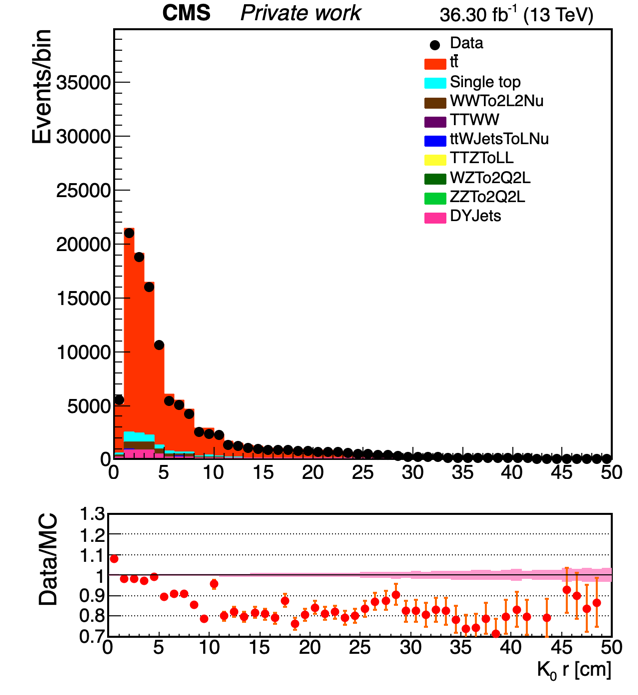 CMS Private work 36.30 fb⁻¹ (13 TeV)
Events/bin
35000
30000
25000
20000
15000
10000
5000
0
Data
tt̄
Single top
WWTo2L2Nu
TTWW
ttWJetsToLNu
TTZToLL
WZTo2Q2L
ZZTo2Q2L
DYJets
0 5 10 15 20 25 30 35 40 45 50
Data/MC
1.3
1.2
1.1
1
0.9
0.8
0.7
0 5 10 15 20 25 30 35 40 45 50
K₀ r [cm]